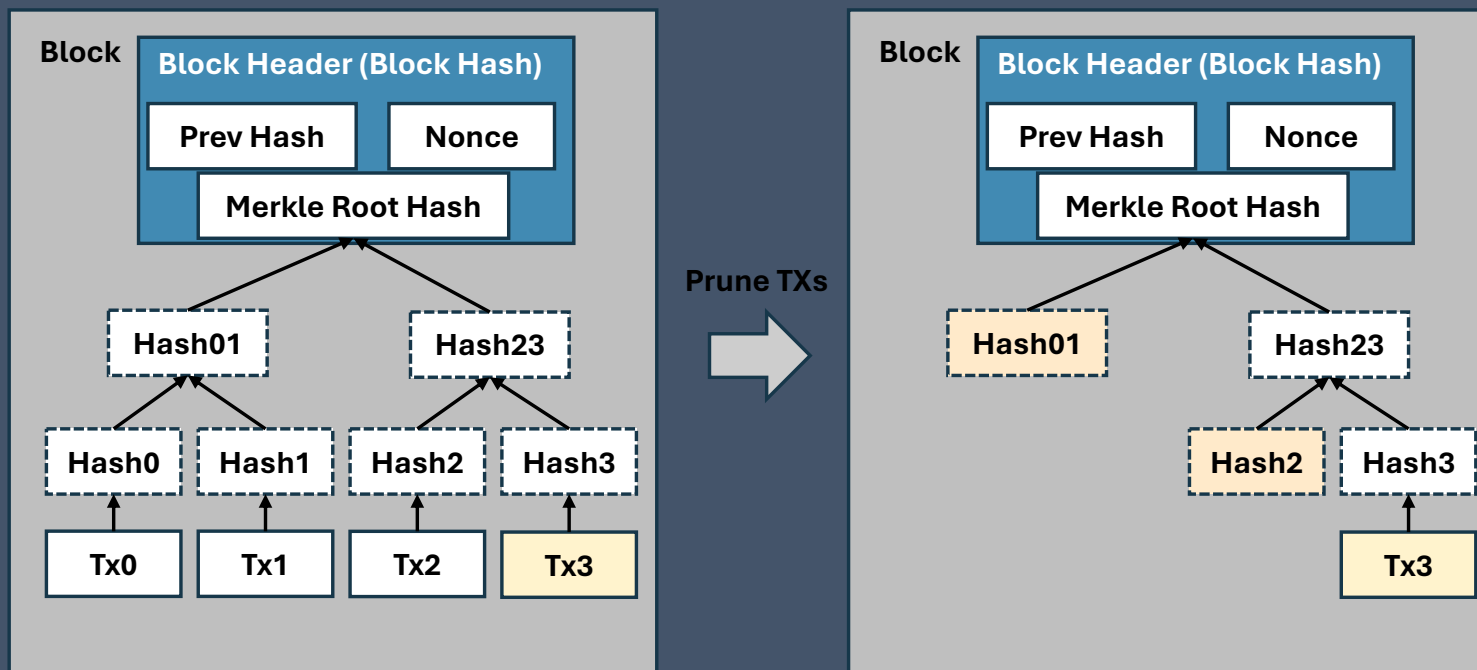 Block
Block Header (Block Hash)
Prev Hash
Nonce
Merkle Root Hash
Hash01
Hash23
Hash0
Hash1
Hash2
Hash3
Tx0
Tx1
Tx2
Tx3
Prune TXs
Block
Block Header (Block Hash)
Prev Hash
Nonce
Merkle Root Hash
Hash01
Hash23
Hash2
Hash3
Tx3